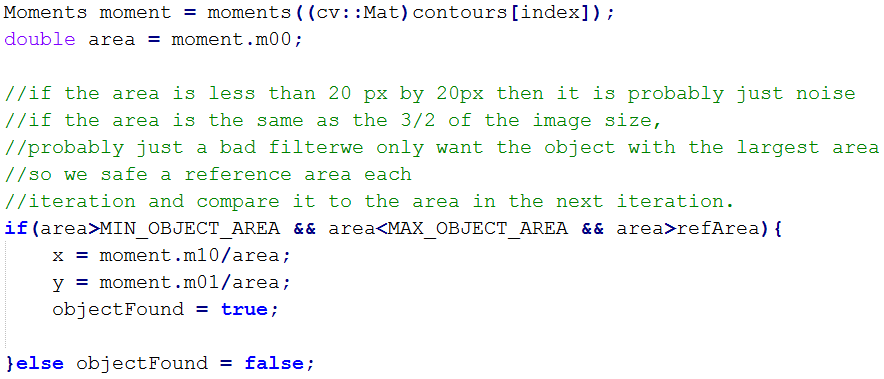 Moments moment = moments((cv::Mat)contours[index]);
double area = moment.m00;
//if the area is less than 20 px by 20px then it is probably just noise
//if the area is the same as the 3/2 of the image size,
//probably just a bad filterwe only want the object with the largest area
//so we safe a reference area each
//iteration and compare it to the area in the next iteration.
if(area>MIN_OBJECT_AREA && area<MAX_OBJECT_AREA && area>refArea){
x = moment.m10/area;
y = moment.m01/area;
objectFound = true;
}else objectFound = false;